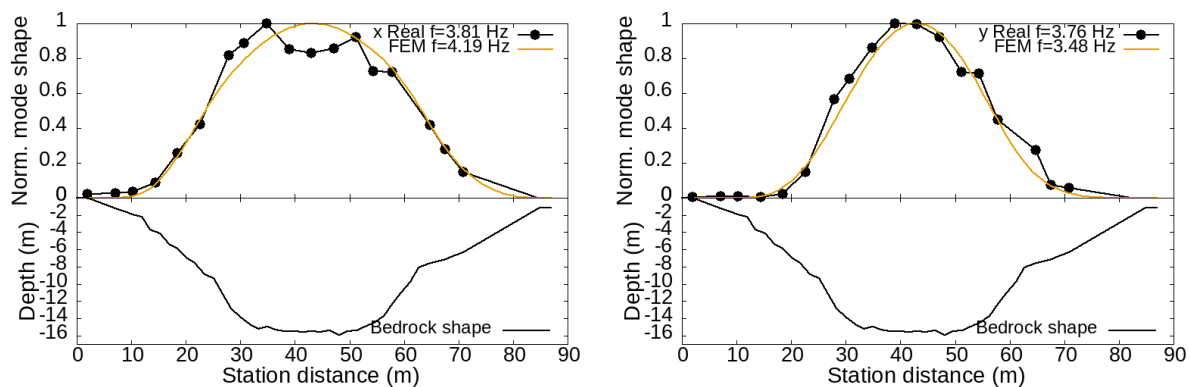 Norm. mode shape
1
0.8
0.6
0.4
0.2
0
x Real f=3.81 Hz
FEM f=4.19 Hz
Depth (m)
-2
-4
-6
-8
-10
-12
-14
-16
Bedrock shape
0 10 20 30 40 50 60 70 80 90
Station distance (m)
Norm. mode shape
1
0.8
0.6
0.4
0.2
0
y Real f=3.76 Hz
FEM f=3.48 Hz
Depth (m)
-2
-4
-6
-8
-10
-12
-14
-16
Bedrock shape
0 10 20 30 40 50 60 70 80 90
Station distance (m)